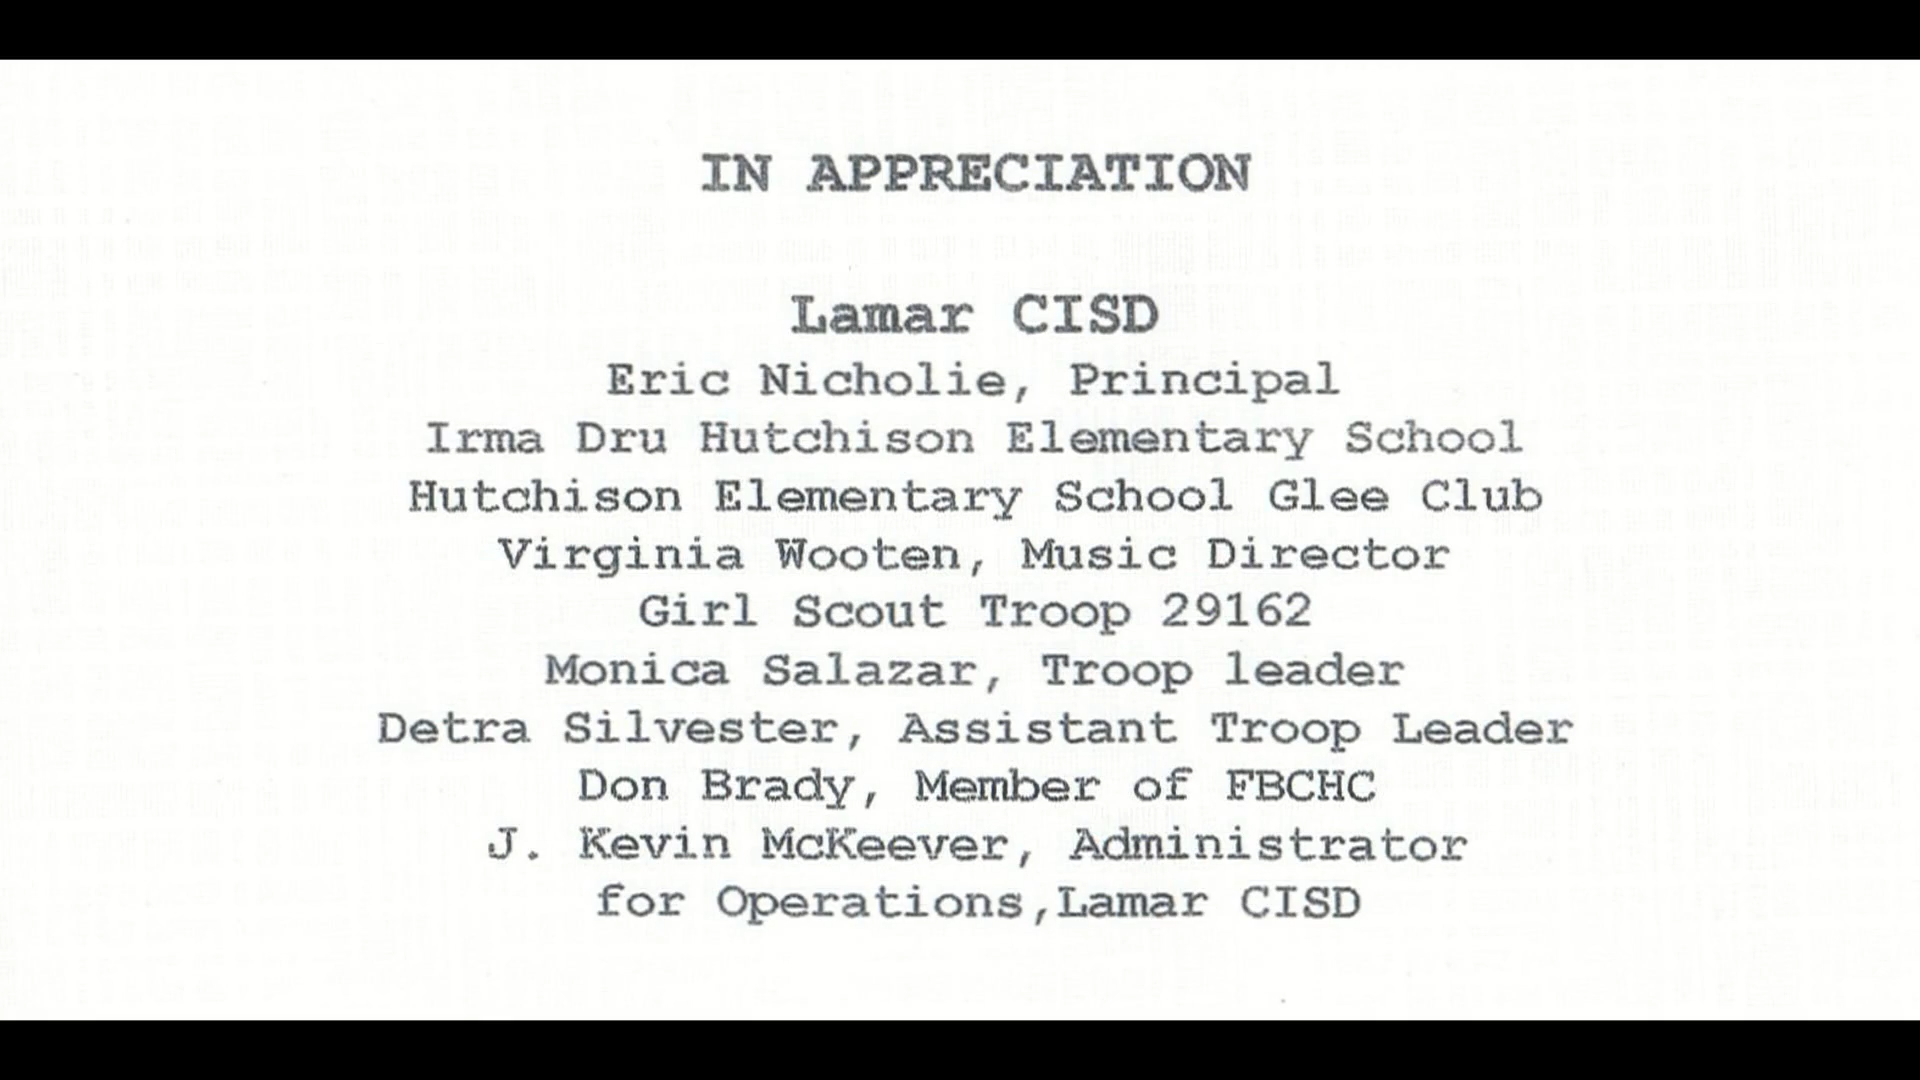 IN APPRECIATION
Lamar CISD
Eric Nicholie, Principal
Irma Dru Hutchison Elementary School
Hutchison Elementary School Glee Club
Virginia Wooten, Music Director
Girl Scout Troop 29162
Monica Salazar, Troop leader
Detra Silvester, Assistant Troop Leader
Don Brady, Member of FBCHC
J. Kevin McKeever, Administrator
for Operations,Lamar CISD